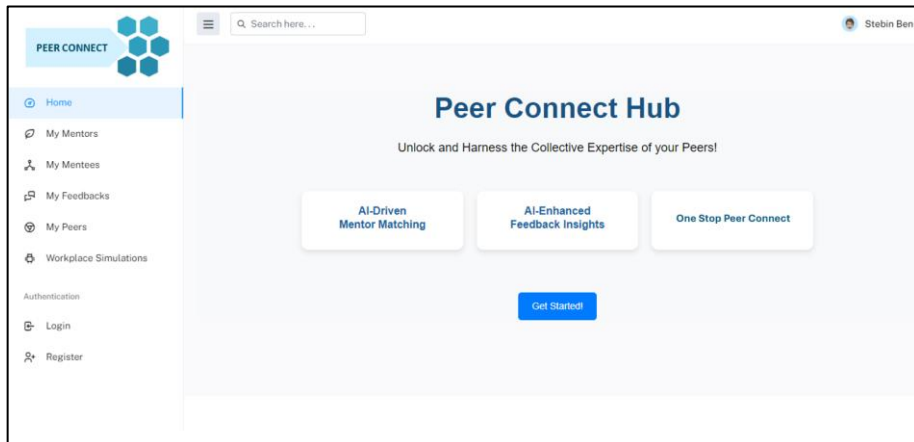 PEER CONNECT
Home
My Mentors
My Mentees
My Feedbacks
My Peers
Workplace Simulations
Authentication
Login
Register
Search here...
Stebin Ben
Peer Connect Hub
Unlock and Harness the Collective Expertise of your Peers!
AI-Driven
Mentor Matching
AI-Enhanced
Feedback Insights
One Stop Peer Connect
Get Started!